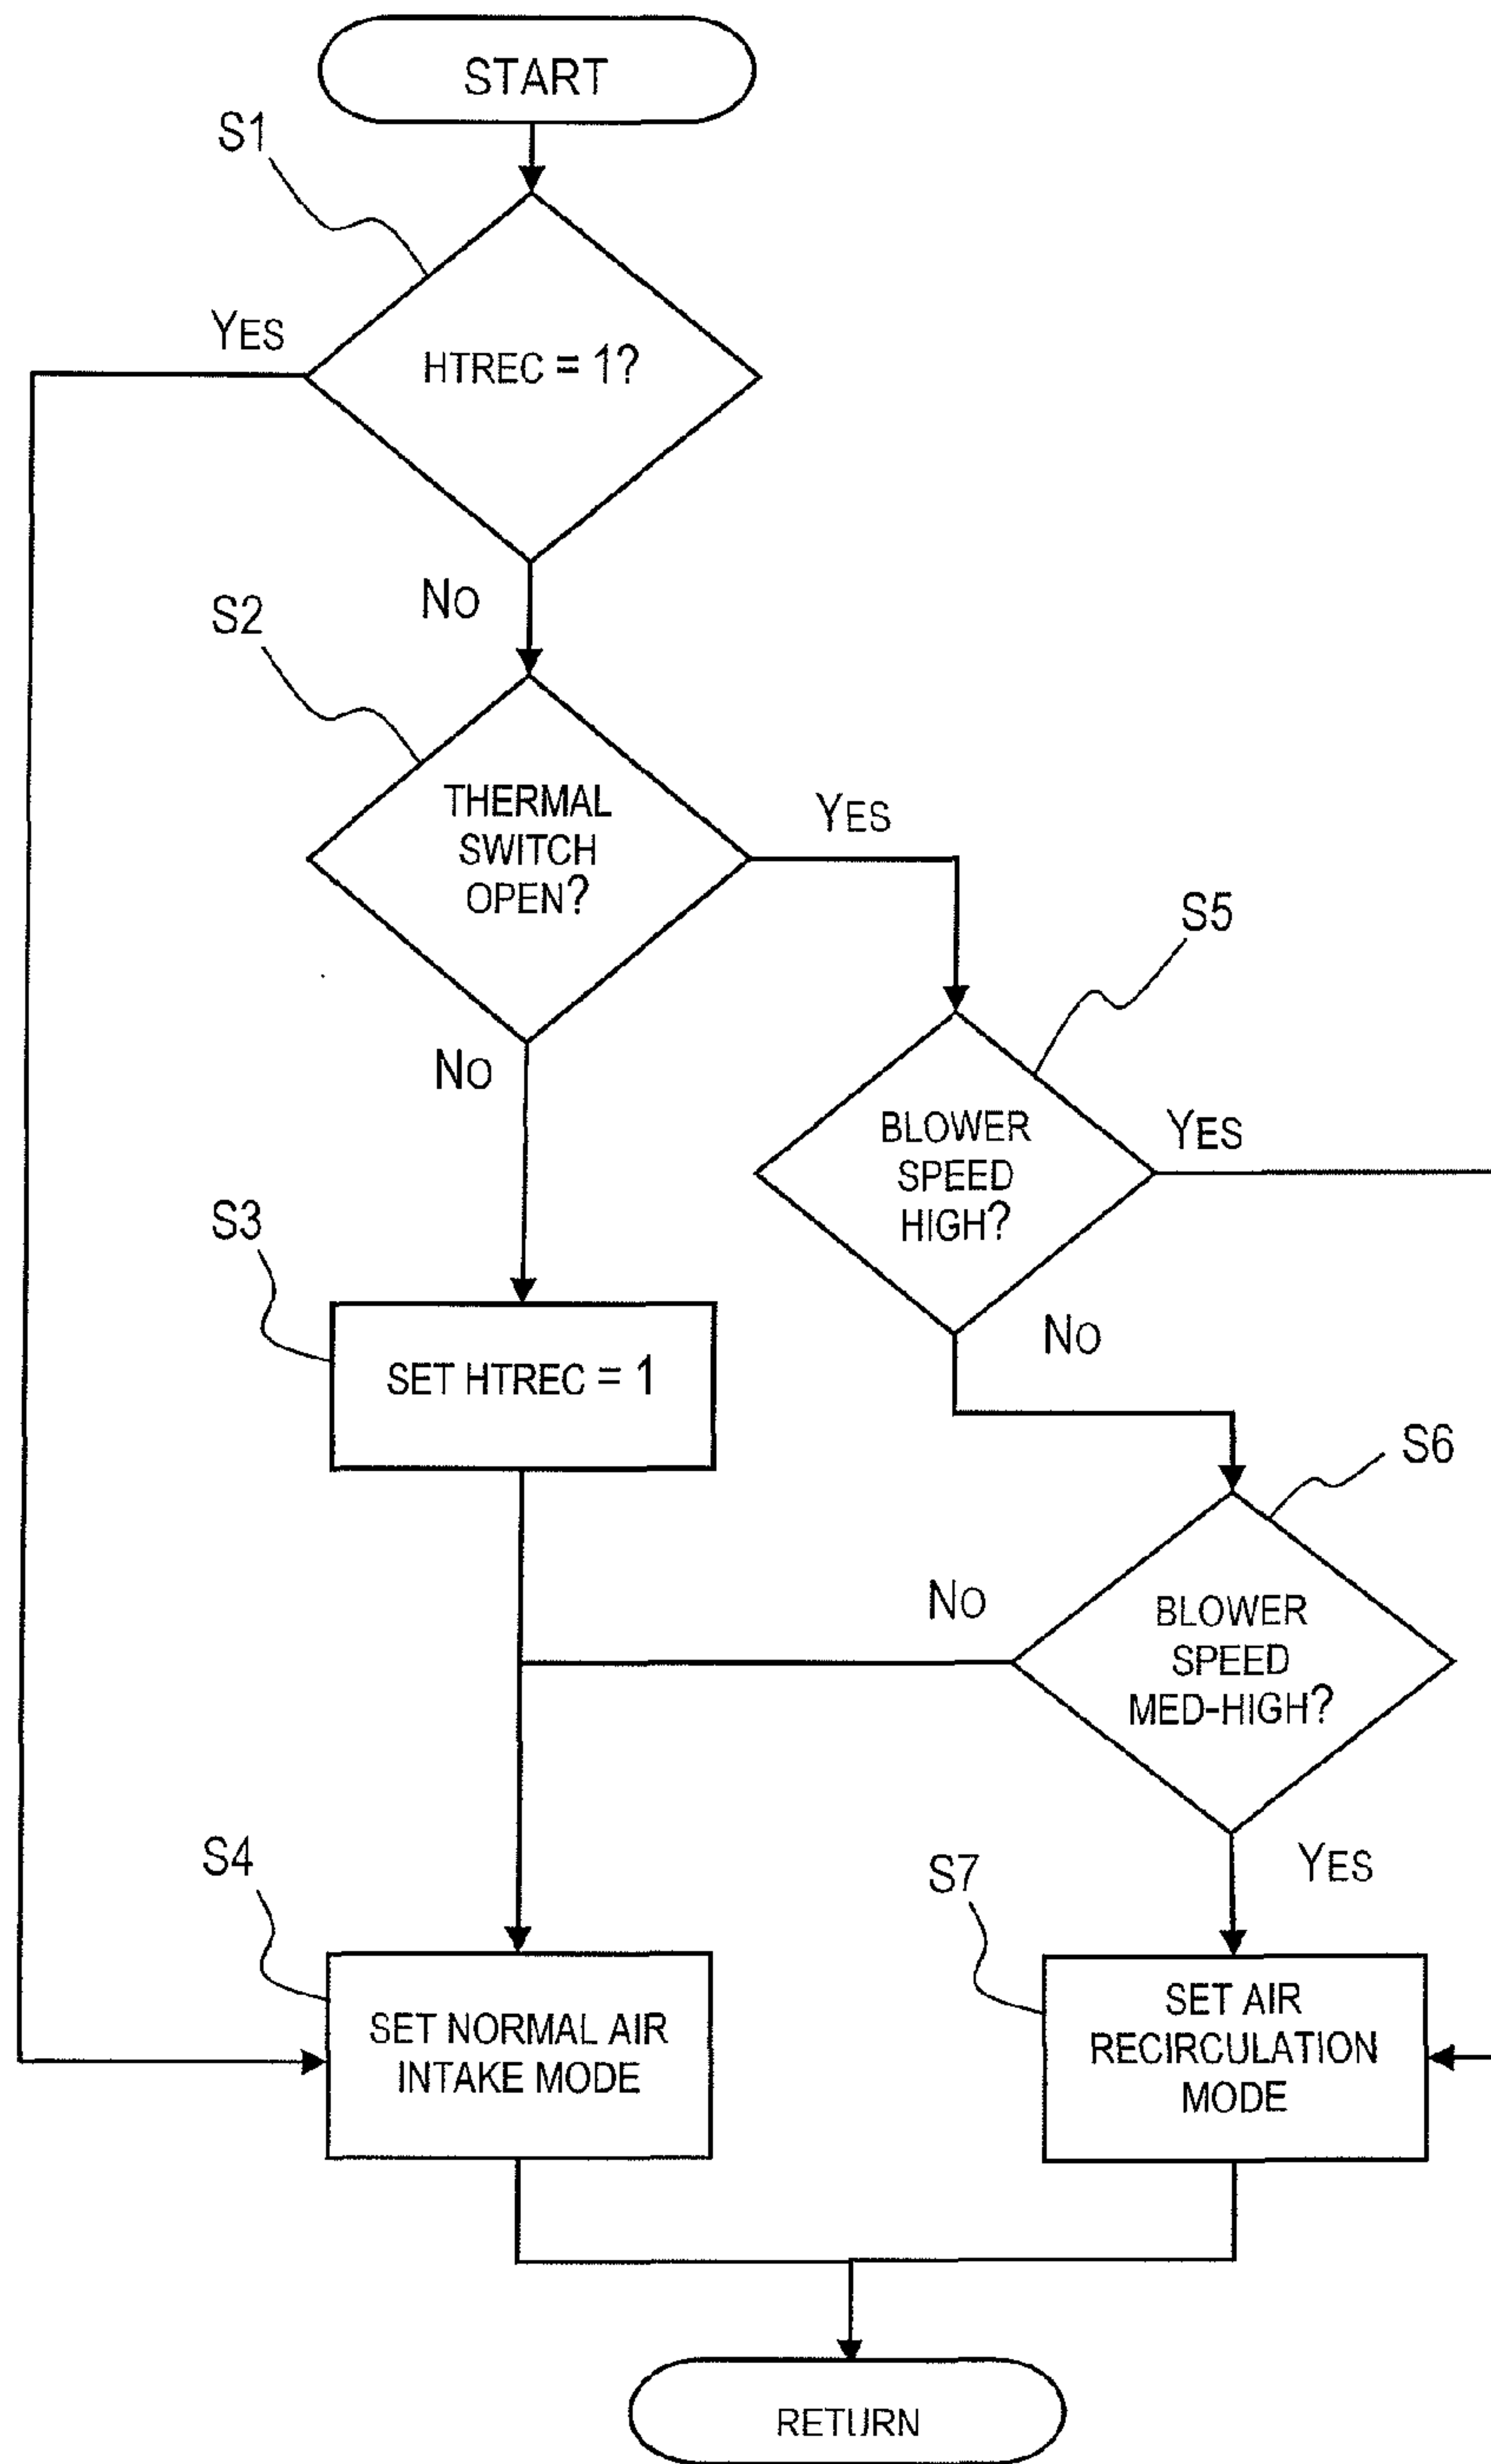 START
S1
YES
HTREC = 1?
NO
S2
THERMAL
SWITCH
OPEN?
YES
NO
S5
BLOWER
SPEED
HIGH?
YES
NO
S3
SET HTREC = 1
S6
NO
BLOWER
SPEED
MED-HIGH?
YES
S4
SET NORMAL AIR
INTAKE MODE
S7
SET AIR
RECIRCULATION
MODE
RETURN